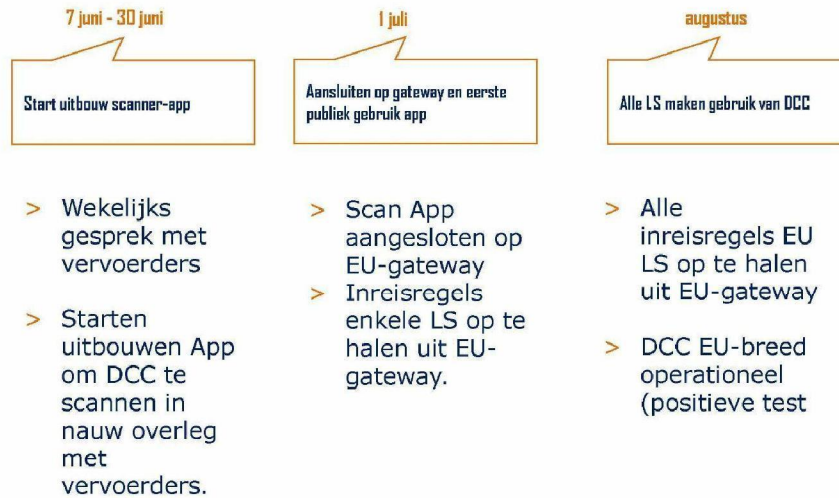 7 juni - 30 juni
Start uitbouw scanner-app
> Wekelijks
gesprek met
vervoerders
> Starten
uitbouwen App
om DCC te
scannen in
nauw overleg
met
vervoerders.
1 juli
Aansluiten op gateway en eerste
publiek gebruik app
> Scan App
aangesloten op
EU-gateway
> Inreisregels
enkele LS op te
halen uit EU-
gateway.
augustus
Alle LS maken gebruik van DCC
> Alle
inreisregels EU
LS op te halen
uit EU-gateway
> DCC EU-breed
operationeel
(positieve test